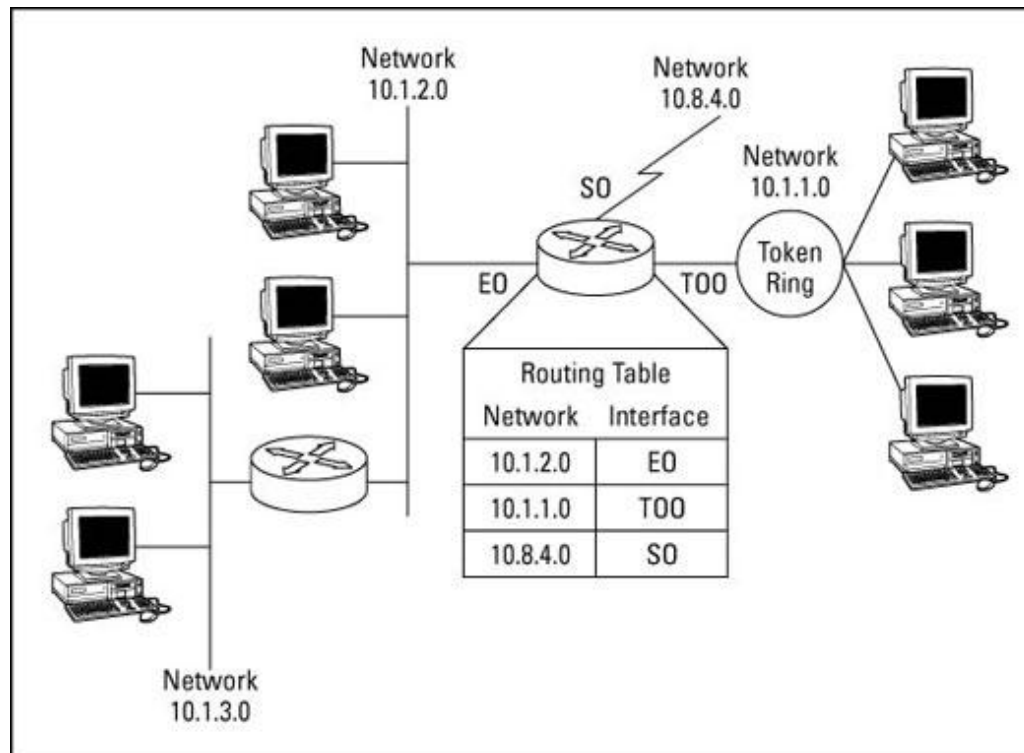 Network
10.1.2.0
Network
10.8.4.0
Network
10.1.1.0
SO
EO
TOO
Token
Ring
Routing Table
Network Interface
10.1.2.0 EO
10.1.1.0 TOO
10.8.4.0 SO
Network
10.1.3.0